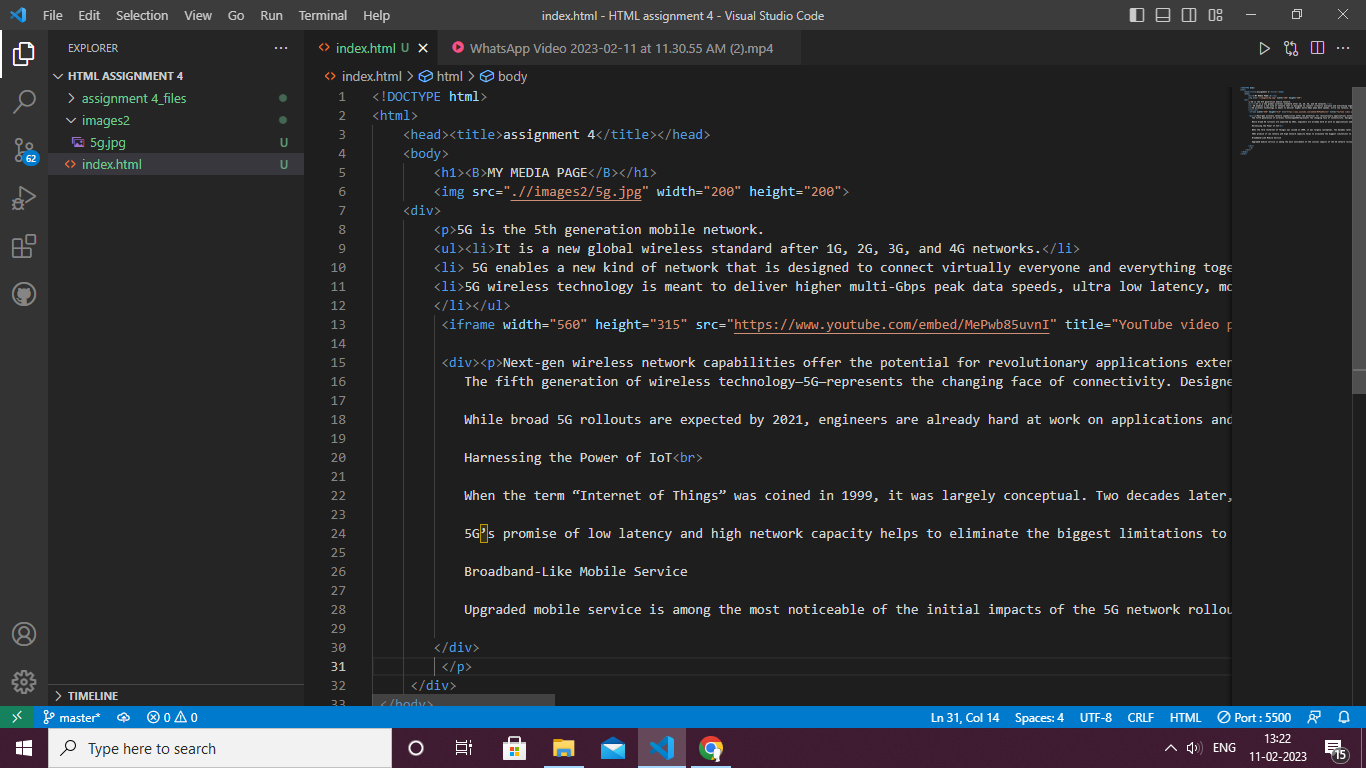 File Edit Selection View Go Run Terminal Help index.html - HTML assignment 4 - Visual Studio Code
EXPLORER
index.html U
WhatsApp Video 2023-02-11 at 11.30.55 AM (2).mp4
HTML ASSIGNMENT 4
index.html > html > body
assignment 4_files
images2
5g.jpg U
index.html U
62
1 <!DOCTYPE html>
2 <html>
3 <head><title>assignment 4</title></head>
4 <body>
5 <h1><B>MY MEDIA PAGE</B></h1>
6 <img src=".//images2/5g.jpg" width="200" height="200">
7 <div>
8 <p>5G is the 5th generation mobile network.
9 <ul><li>It is a new global wireless standard after 1G, 2G, 3G, and 4G networks.</li>
10 <li> 5G enables a new kind of network that is designed to connect virtually everyone and everything toge
11 <li>5G wireless technology is meant to deliver higher multi-Gbps peak data speeds, ultra low latency, mo
12 </li></ul>
13 <iframe width="560" height="315" src="https://www.youtube.com/embed/MePwb85uvnI" title="YouTube video p
14
15 <div><p>Next-gen wireless network capabilities offer the potential for revolutionary applications exten
16 The fifth generation of wireless technology—5G—represents the changing face of connectivity. Designe
17
18 While broad 5G rollouts are expected by 2021, engineers are already hard at work on applications and
19
20 Harnessing the Power of IoT<br>
21
22 When the term “Internet of Things” was coined in 1999, it was largely conceptual. Two decades later,
23
24 5G’s promise of low latency and high network capacity helps to eliminate the biggest limitations to
25
26 Broadband-Like Mobile Service
27
28 Upgraded mobile service is among the most noticeable of the initial impacts of the 5G network rollou
29
30 </div>
31 </p>
32 </div>
33 </body>
TIMELINE
master* 0 0 Ln 31, Col 14 Spaces: 4 UTF-8 CRLF HTML Port : 5500
Type here to search
ENG
13:22
11-02-2023
15